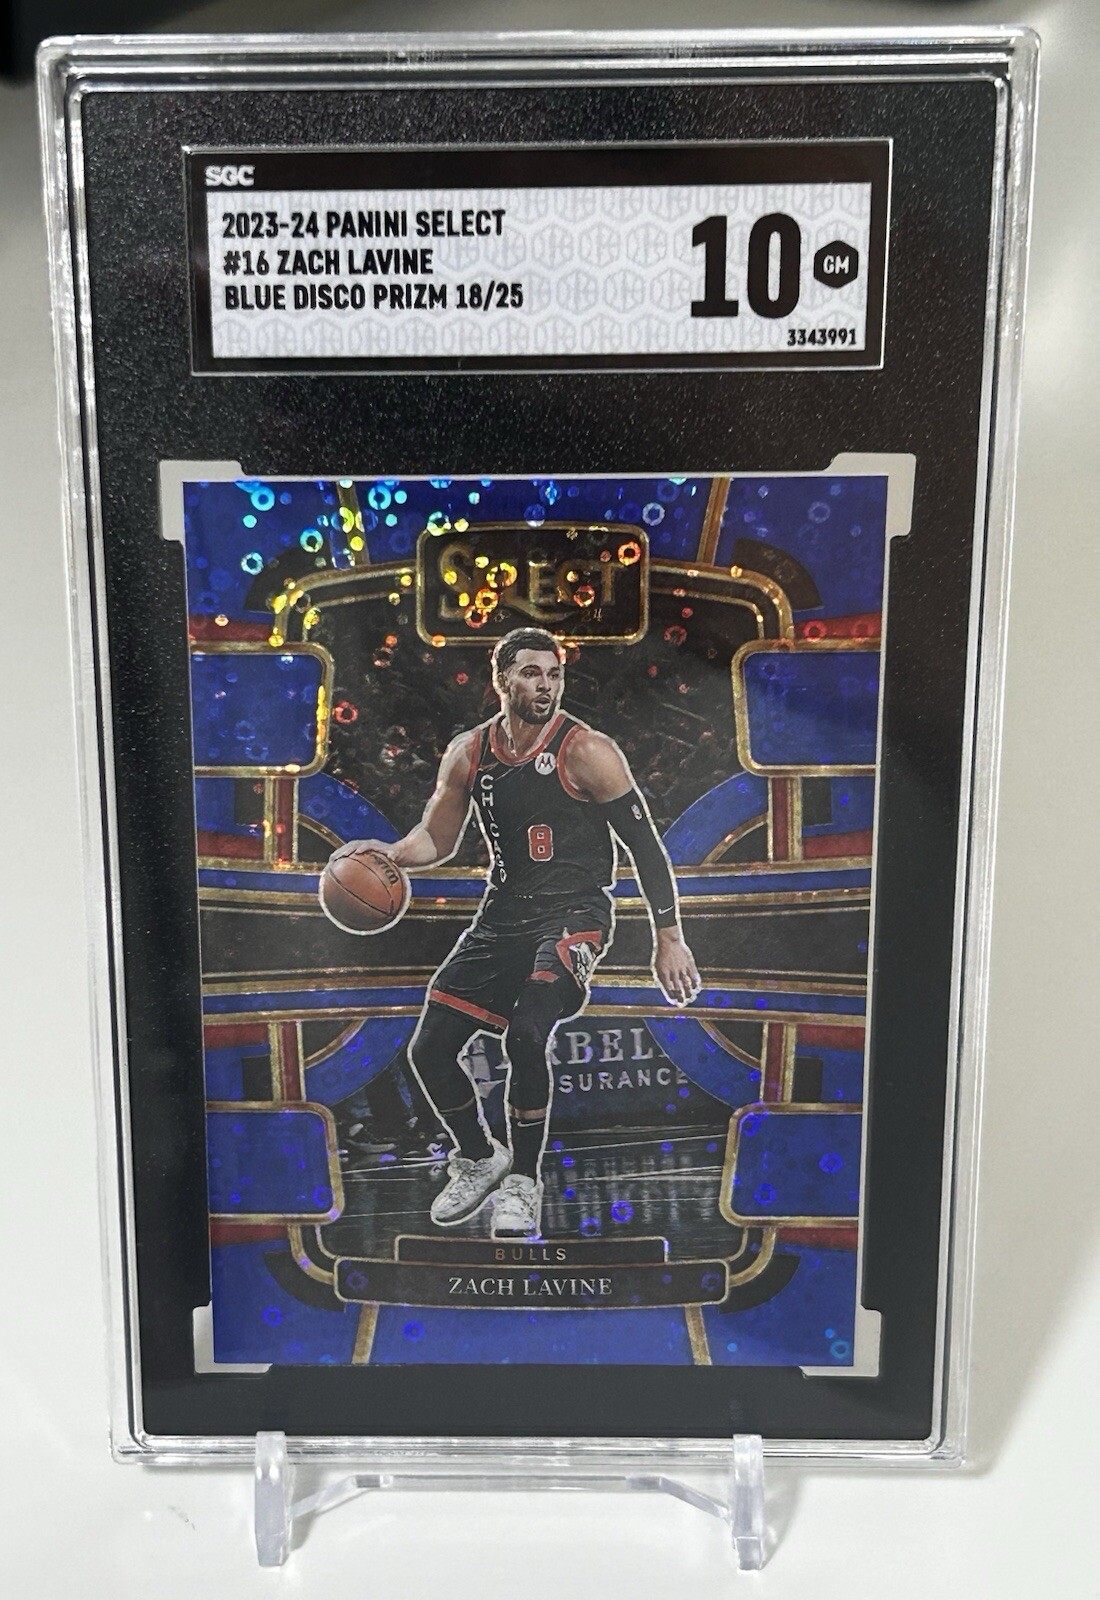 SGC
2023-24 PANINI SELECT
#16 ZACH LAVINE
BLUE DISCO PRIZM 18/25
10
GM
3343991
SELECT
CHICAGO
8
SURANCE
BULLS
ZACH LAVINE